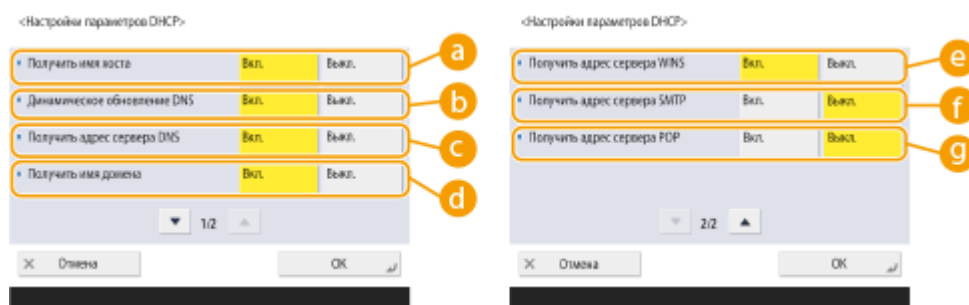 <Настройки параметров DHCP>
Получить имя хоста Вкл. Выкл. a
Динамическое обновление DNS Вкл. Выкл. b
Получить адрес сервера DNS Вкл. Выкл. c
Получить имя домена Вкл. Выкл. d
1/2
Отмена OK
<Настройки параметров DHCP>
Получить адрес сервера WINS Вкл. Выкл. e
Получить адрес сервера SMTP Вкл. Выкл. f
Получить адрес сервера POP Вкл. Выкл. g
2/2
Отмена OK